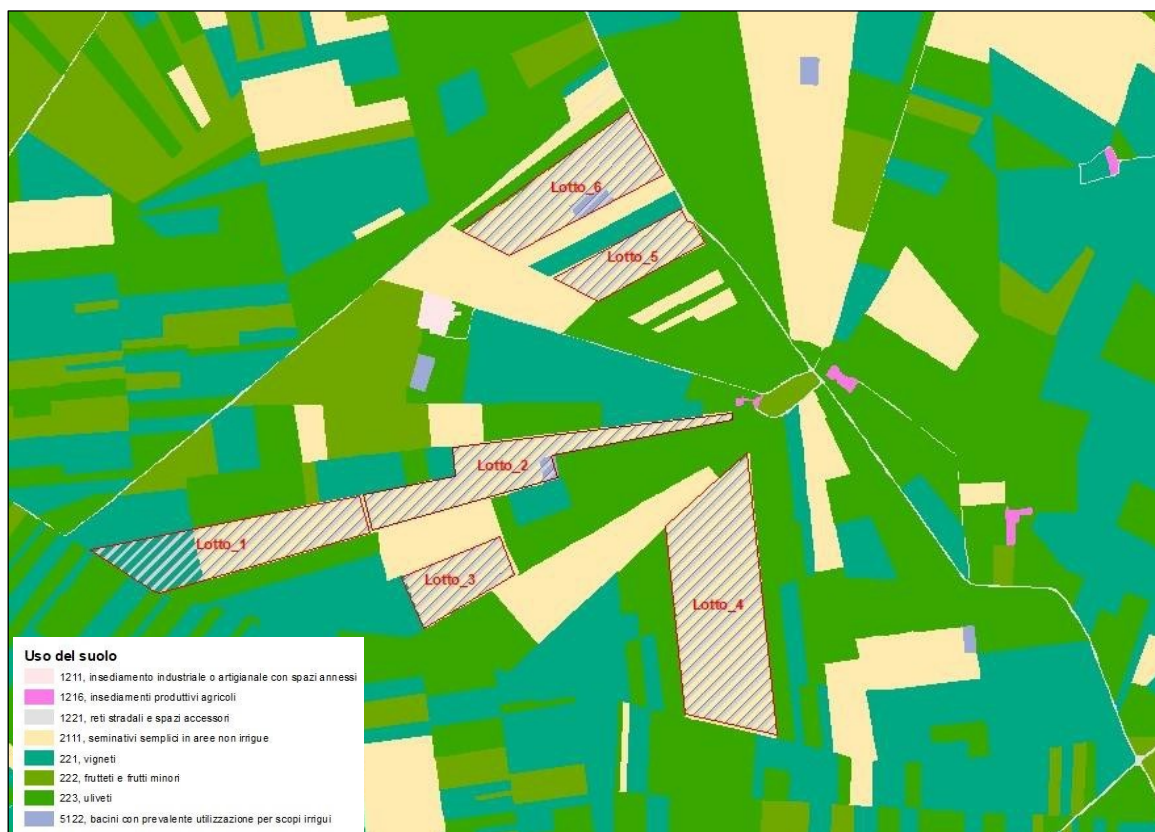 Lotto_6
Lotto_5
Lotto_2
Lotto_1
Lotto_3
Lotto_4
Uso del suolo
1211, insediamento industriale o artigianale con spazi annessi
1216, insediamenti produttivi agricoli
1221, reti stradali e spazi accessori
2111, seminativi semplici in aree non irrigue
221, vigneti
222, frutteti e frutti minori
223, uliveti
5122, bacini con prevalente utilizzazione per scopi irrigui